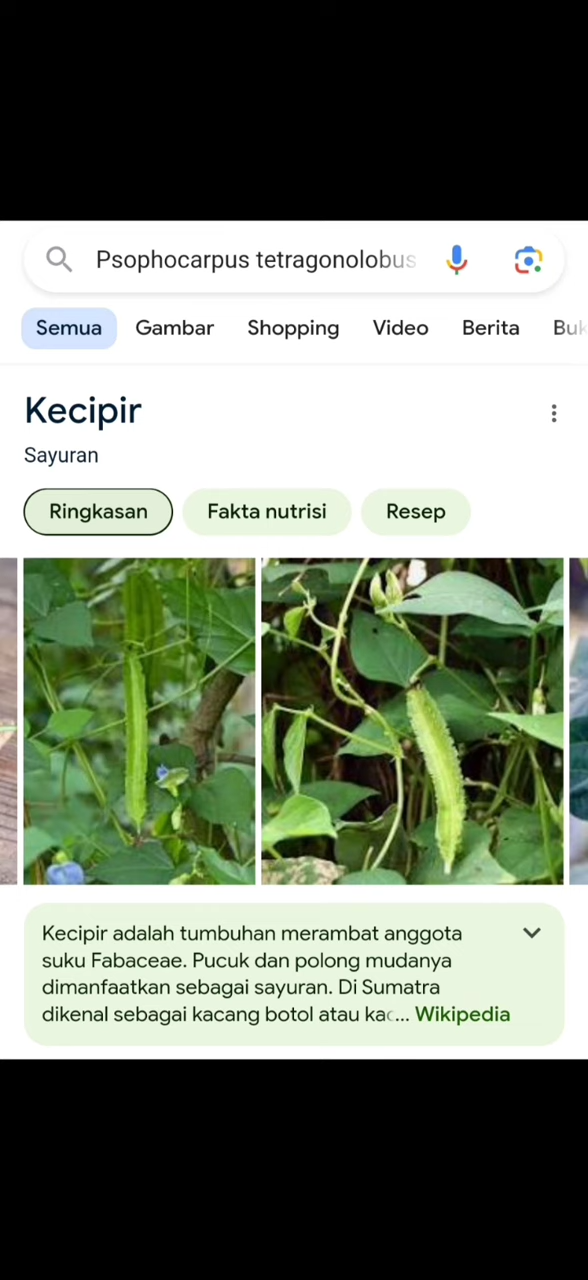 Psophocarpus tetragonolobus
Semua Gambar Shopping Video Berita
Kecipir
Sayuran
Ringkasan Fakta nutrisi Resep
Kecipir adalah tumbuhan merambat anggota
suku Fabaceae. Pucuk dan polong mudanya
dimanfaatkan sebagai sayuran. Di Sumatra
dikenal sebagai kacang botol atau kac... Wikipedia